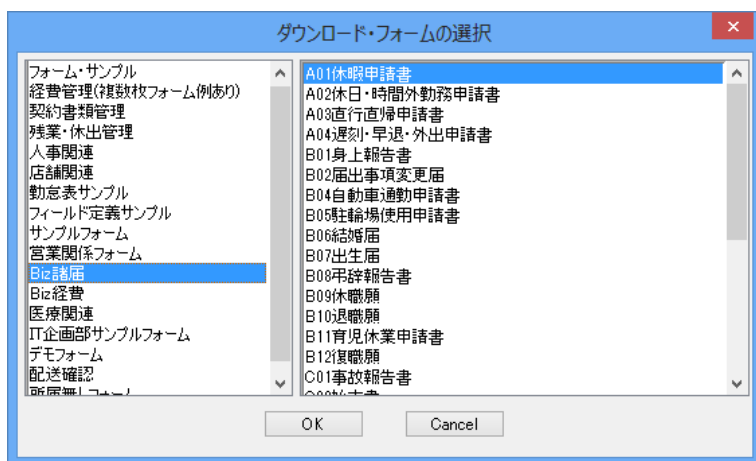 ダウンロード・フォームの選択
×
フォーム・サンプル
経費管理(複数枚フォーム例あり)
契約書類管理
残業・休出管理
人事関連
店舗関連
勤怠表サンプル
フィールド定義サンプル
サンプルフォーム
営業関係フォーム
Biz諸届
Biz経費
医療関連
IT企画部サンプルフォーム
デモフォーム
配送確認
所属無しフォーム
A01休暇申請書
A02休日・時間外勤務申請書
A03直行直帰申請書
A04遅刻・早退・外出申請書
B01身上報告書
B02届出事項変更届
B04自動車通勤申請書
B05駐輪場使用申請書
B06結婚届
B07出生届
B08弔辞報告書
B09休職願
B10退職願
B11育児休業申請書
B12復職願
C01事故報告書
OK
Cancel